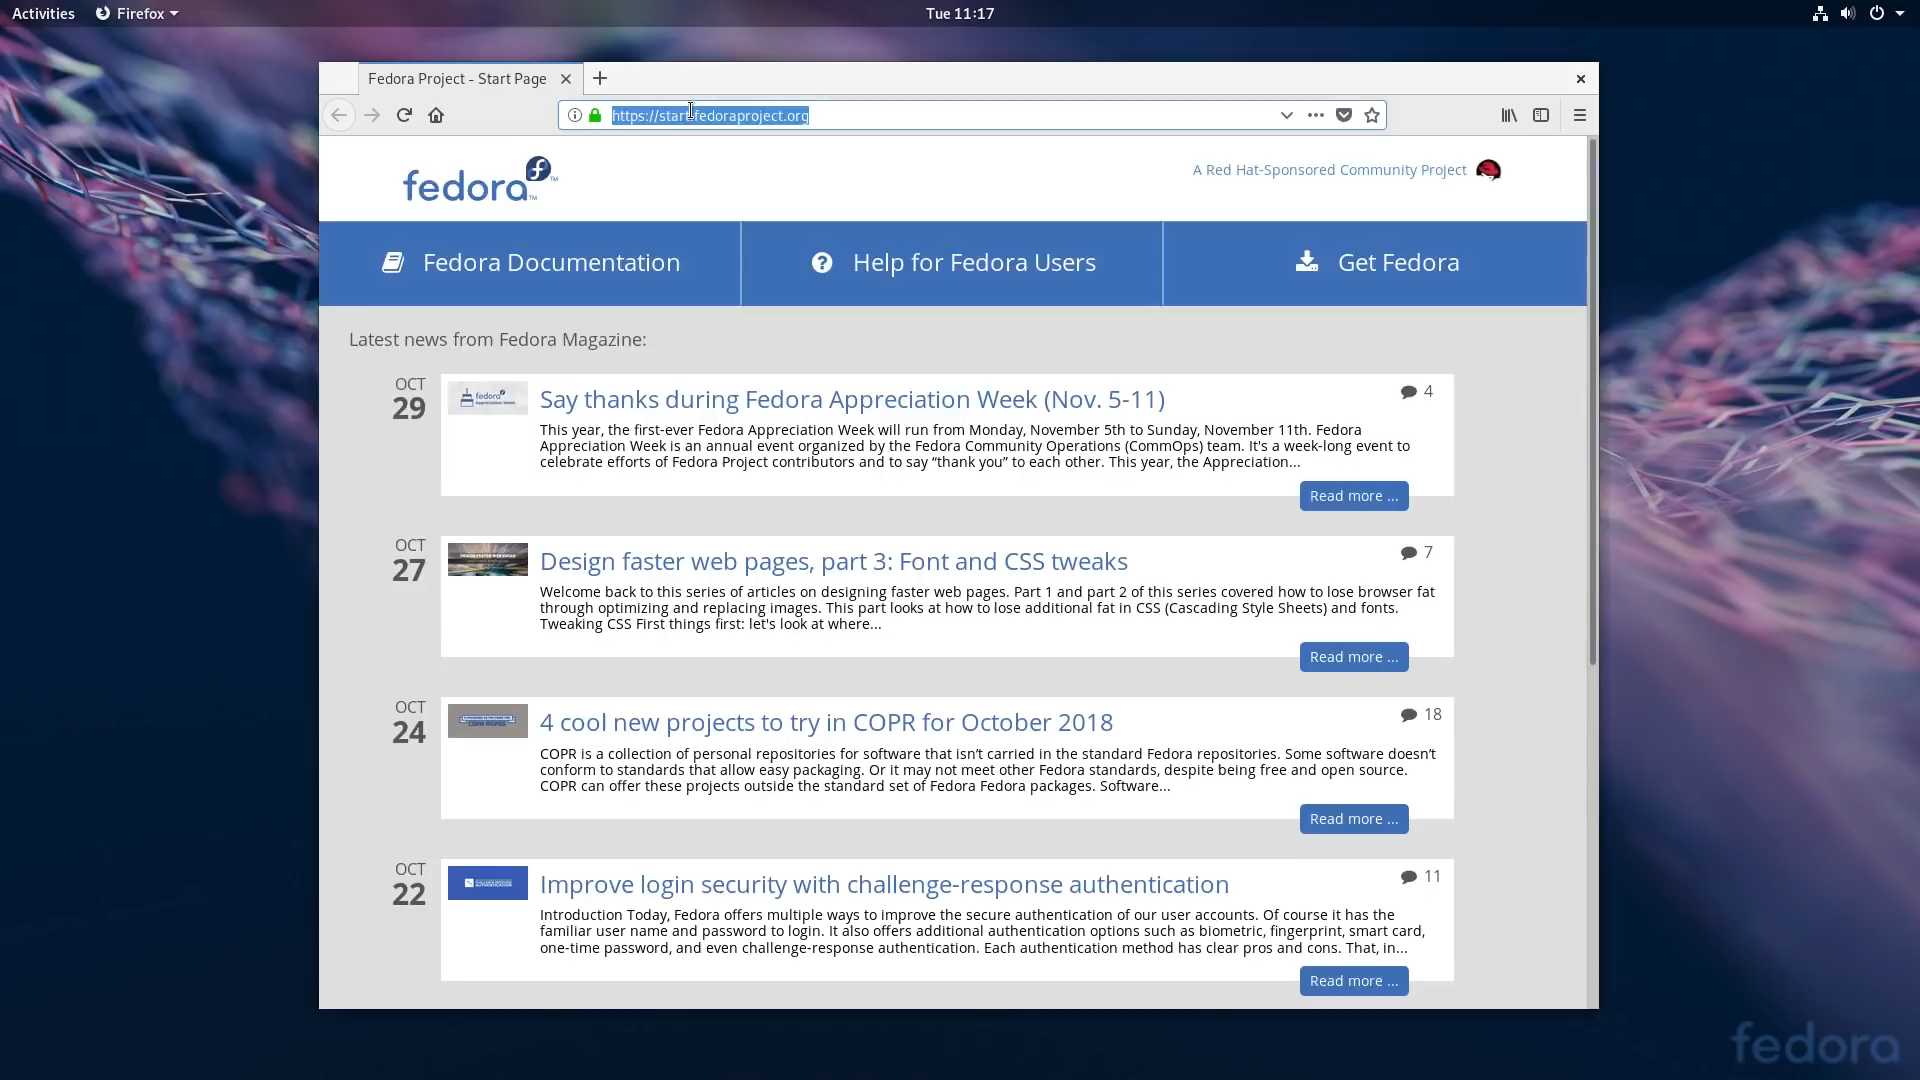 Activities Firefox Tue 11:17
Fedora Project - Start Page
https://start.fedoraproject.org
fedora
A Red Hat-Sponsored Community Project
Fedora Documentation
Help for Fedora Users
Get Fedora
Latest news from Fedora Magazine:
OCT
29
fedora
Appreciation Week
Say thanks during Fedora Appreciation Week (Nov. 5-11)
4
This year, the first-ever Fedora Appreciation Week will run from Monday, November 5th to Sunday, November 11th. Fedora
Appreciation Week is an annual event organized by the Fedora Community Operations (CommOps) team. It's a week-long event to
celebrate efforts of Fedora Project contributors and to say “thank you” to each other. This year, the Appreciation...
Read more ...
OCT
27
DESIGN FASTER WEB PAGES
Design faster web pages, part 3: Font and CSS tweaks
7
Welcome back to this series of articles on designing faster web pages. Part 1 and part 2 of this series covered how to lose browser fat
through optimizing and replacing images. This part looks at how to lose additional fat in CSS (Cascading Style Sheets) and fonts.
Tweaking CSS First things first: let's look at where...
Read more ...
OCT
24
4 cool new projects to try in COPR for October 2018
18
COPR is a collection of personal repositories for software that isn’t carried in the standard Fedora repositories. Some software doesn’t
conform to standards that allow easy packaging. Or it may not meet other Fedora standards, despite being free and open source.
COPR can offer these projects outside the standard set of Fedora Fedora packages. Software...
Read more ...
OCT
22
Improve login security with challenge-response authentication
11
Introduction Today, Fedora offers multiple ways to improve the secure authentication of our user accounts. Of course it has the
familiar user name and password to login. It also offers additional authentication options such as biometric, fingerprint, smart card,
one-time password, and even challenge-response authentication. Each authentication method has clear pros and cons. That, in...
Read more ...
fedora